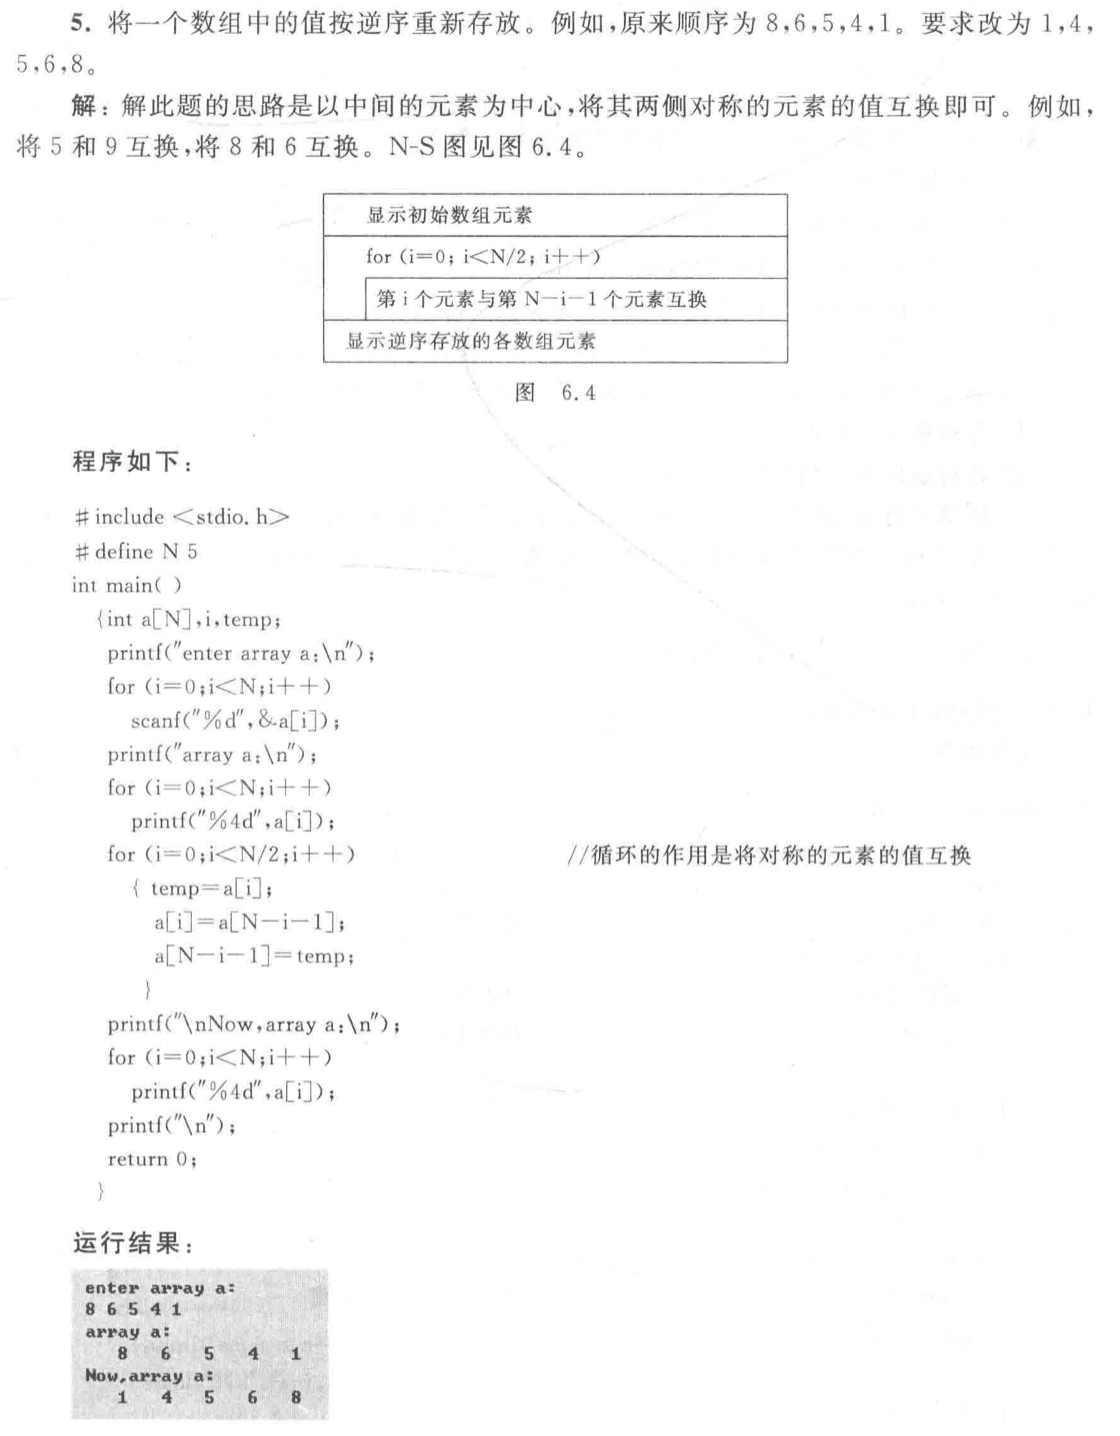 5. 将一个数组中的值按逆序重新存放。例如,原来顺序为 8,6,5,4,1。要求改为 1,4,
5,6,8。
解:解此题的思路是以中间的元素为中心,将其两侧对称的元素的值互换即可。例如,
将 5 和 9 互换,将 8 和 6 互换。N-S 图见图 6.4。
显示初始数组元素
for (i=0; i<N/2; i++)
第 i 个元素与第 N-i-1 个元素互换
显示逆序存放的各数组元素
图 6.4
程序如下:
#include <stdio.h>
#define N 5
int main( )
{int a[N],i,temp;
printf("enter array a:\n");
for (i=0;i<N;i++)
scanf("%d",&a[i]);
printf("array a:\n");
for (i=0;i<N;i++)
printf("%4d",a[i]);
for (i=0;i<N/2;i++) //循环的作用是将对称的元素的值互换
{ temp=a[i];
a[i]=a[N-i-1];
a[N-i-1]=temp;
}
printf("\nNow,array a:\n");
for (i=0;i<N;i++)
printf("%4d",a[i]);
printf("\n");
return 0;
}
运行结果:
enter array a:
8 6 5 4 1
array a:
8 6 5 4 1
Now,array a:
1 4 5 6 8